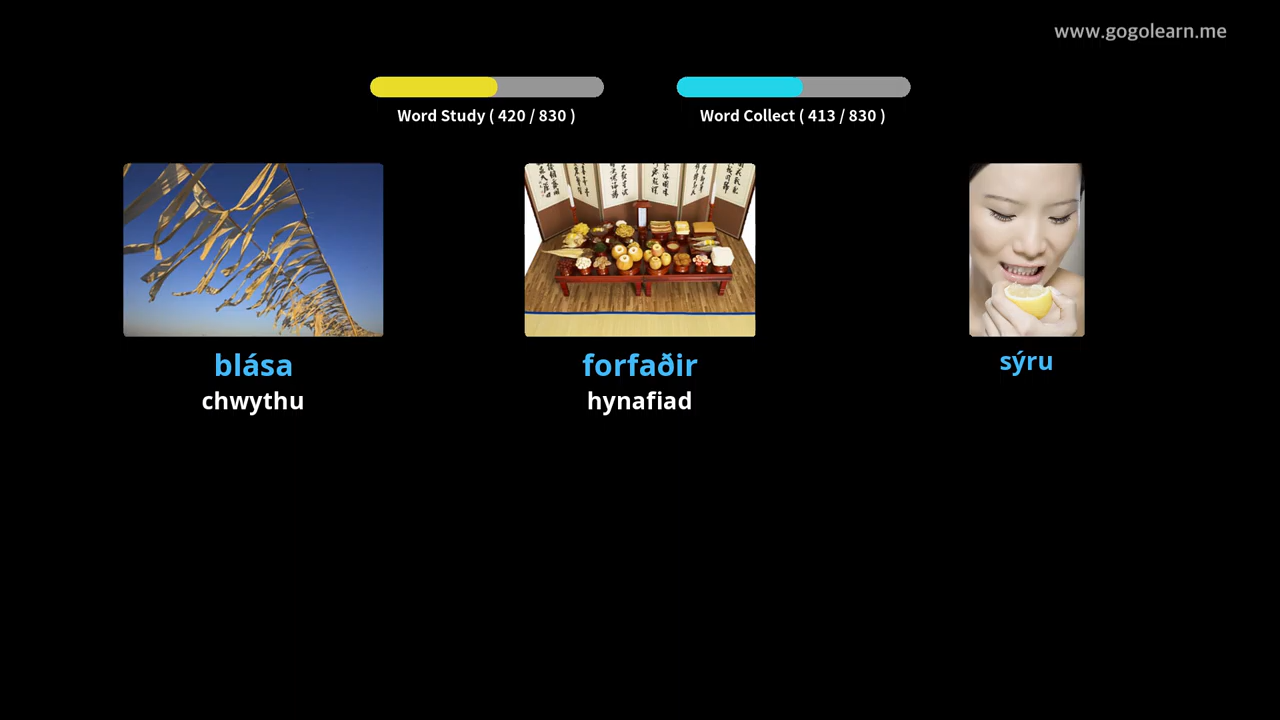 www.gogolearn.me
Word Study ( 420 / 830 )
Word Collect ( 413 / 830 )
blása
chwythu
forfaðir
hynafiad
sýru